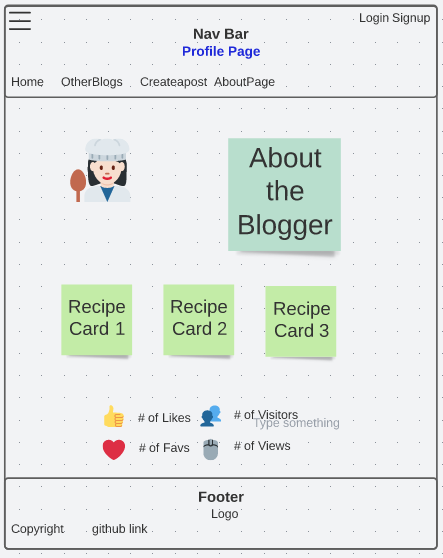 Login Signup
Nav Bar
Profile Page
Home OtherBlogs Createapost AboutPage
About
the
Blogger
Recipe
Card 1
Recipe
Card 2
Recipe
Card 3
# of Likes
# of Visitors
Type something
# of Favs
# of Views
Footer
Logo
Copyright github link